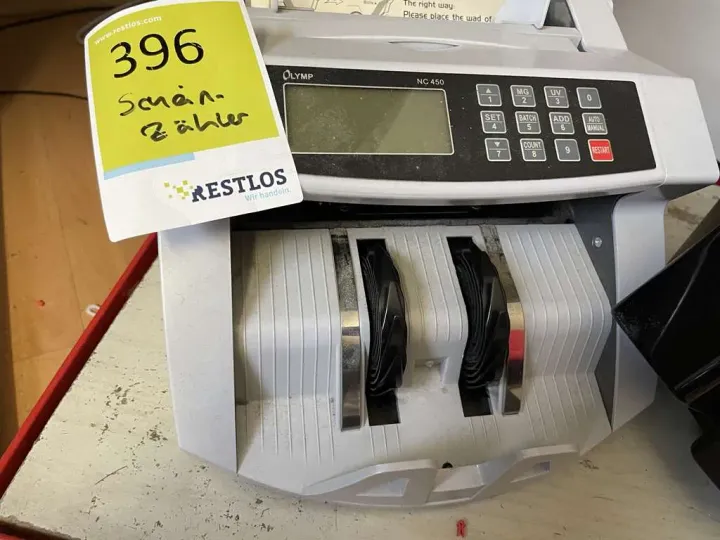 The right way:
Please place the wad of
www.restlos.com
396
Schein-
zähler
RESTLOS
Wir handeln.
OLYMP
NC 450
▲ 1
MG 2
UV 3
0
SET 4
BATCH 5
ADD 6
AUTO MANUAL
▼ 7
COUNT 8
9
RESTART